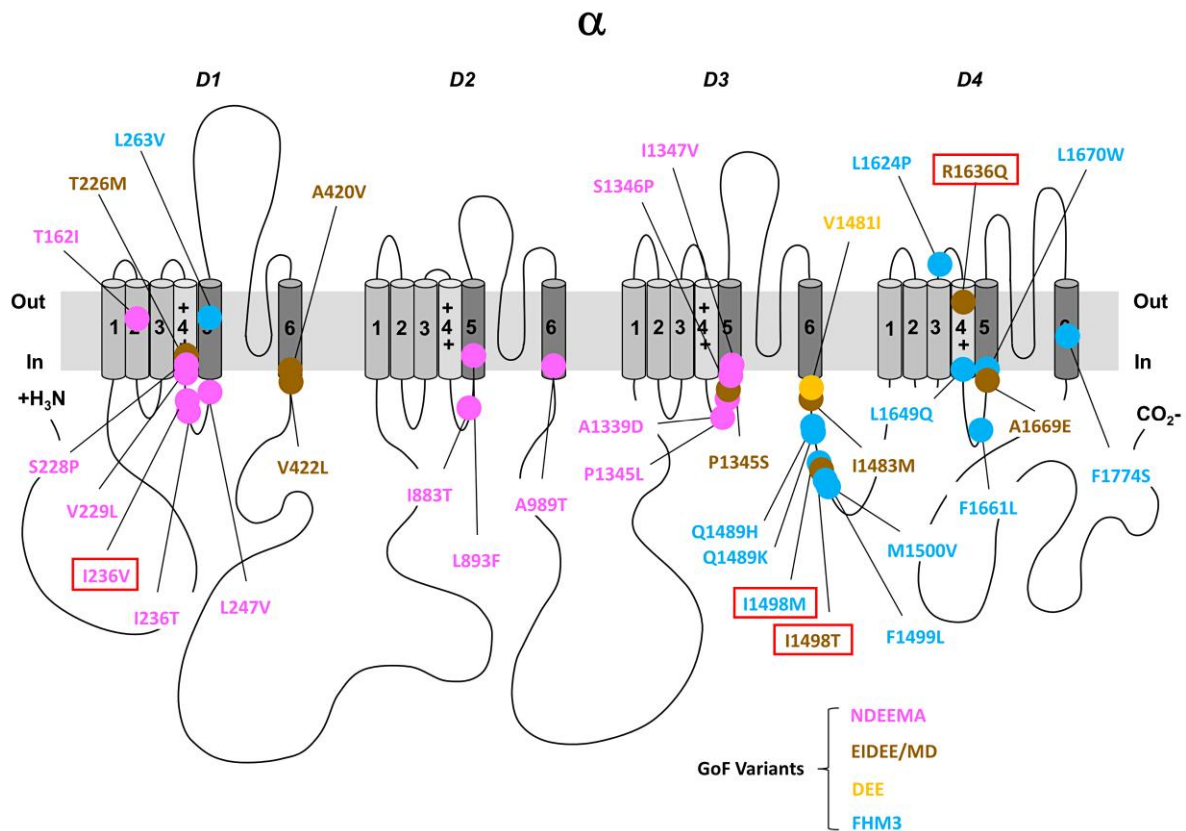 α
D1
D2
D3
D4
L263V
T226M
A420V
T162I
I1347V
S1346P
V1481I
L1624P
R1636Q
L1670W
Out
In
+H₃N
1
2
3
+
4
+
5
6
1
2
3
+
4
+
5
6
1
2
3
+
4
+
5
6
1
2
3
4
+
5
6
Out
In
CO₂-
S228P
V229L
I236V
I236T
L247V
V422L
I883T
L893F
A989T
A1339D
P1345L
P1345S
Q1489H
Q1489K
I1498M
I1498T
I1483M
M1500V
F1499L
L1649Q
A1669E
F1661L
F1774S
GoF Variants
NDEEMA
EIDEE/MD
DEE
FHM3